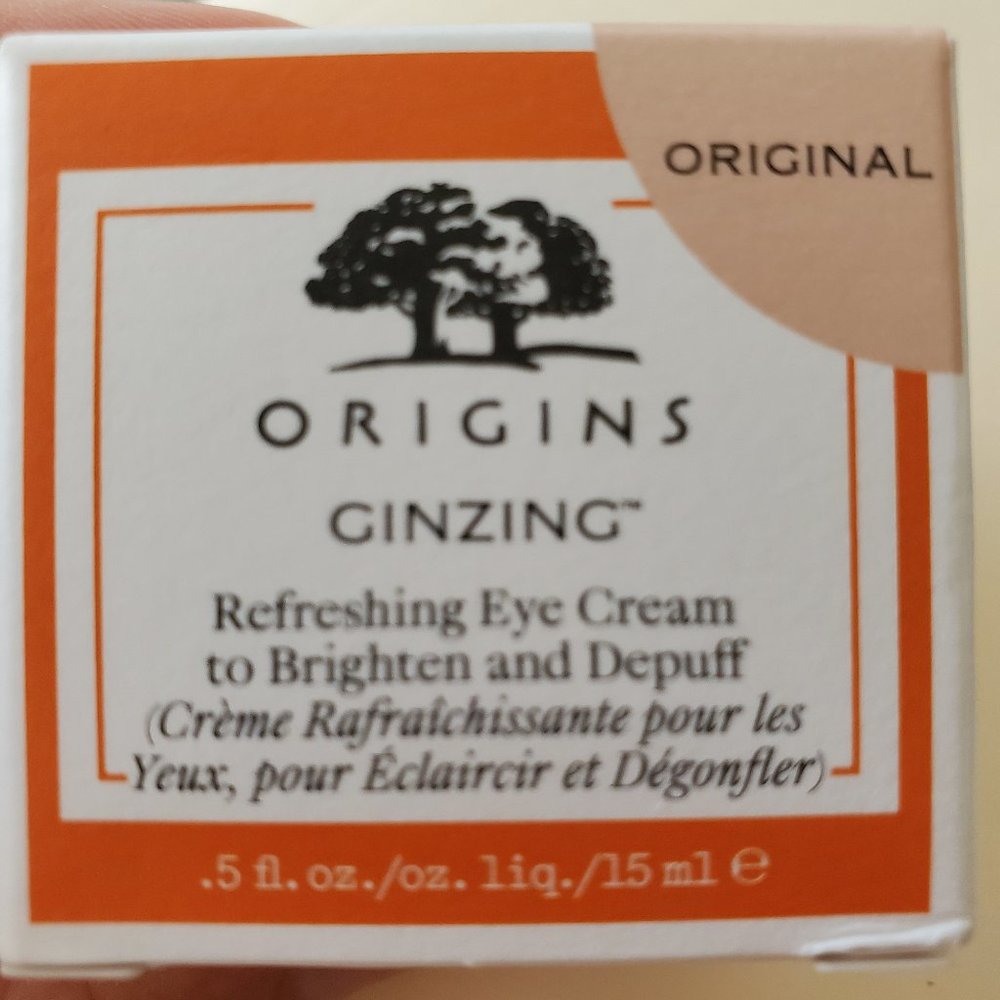 ORIGINAL
ORIGINS
GINZING™
Refreshing Eye Cream
to Brighten and Depuff
(Crème Rafraîchissante pour les
Yeux, pour Éclaircir et Dégonfler)
.5 fl. oz./oz. liq./15 ml ℮